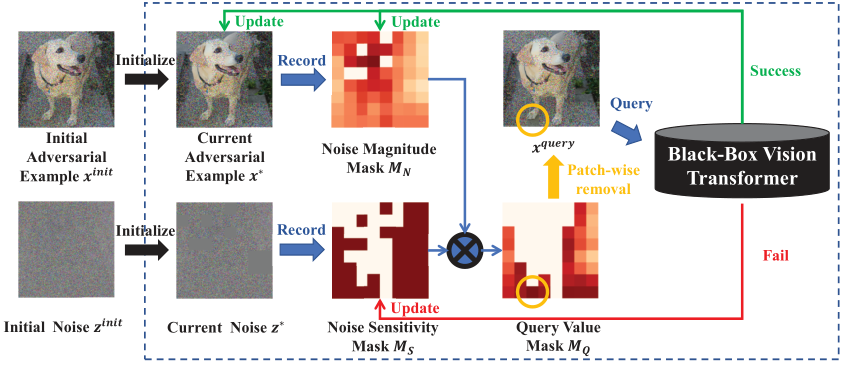 Update
Update
Initialize
Record
Success
Query
Initial
Adversarial
Example x^init
Current
Adversarial
Example x*
Noise Magnitude
Mask M_N
x^query
Patch-wise
removal
Black-Box Vision
Transformer
Initialize
Record
Fail
Update
Initial Noise z^init
Current Noise z*
Noise Sensitivity
Mask M_S
Query Value
Mask M_Q